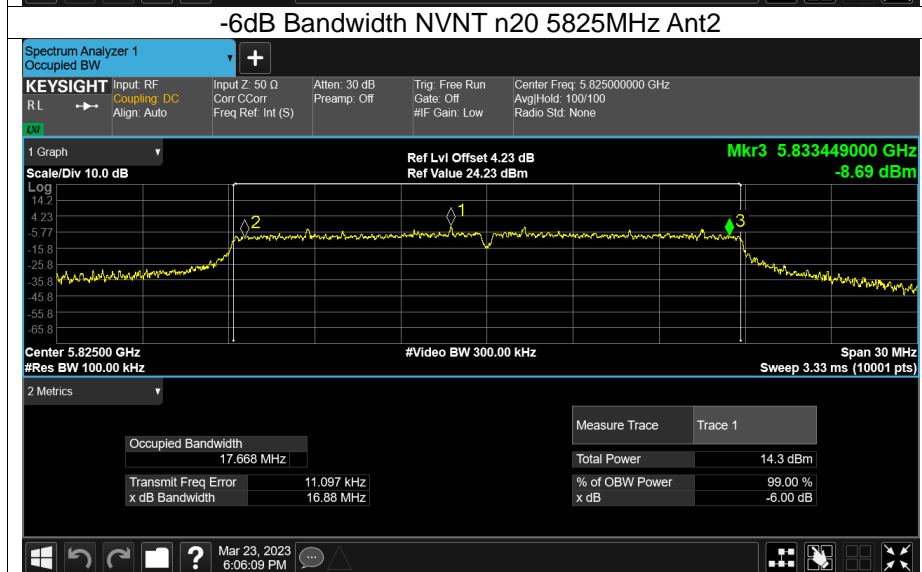 -6dB Bandwidth NVNT n20 5825MHz Ant2
Spectrum Analyzer 1
Occupied BW
+
KEYSIGHT Input: RF Input Z: 50 Ω Atten: 30 dB Trig: Free Run Center Freq: 5.825000000 GHz
R L Coupling: DC Corr CCorr Preamp: Off Gate: Off Avg|Hold: 100/100
Align: Auto Freq Ref: Int (S) #IF Gain: Low Radio Std: None
LXI
1 Graph Ref Lvl Offset 4.23 dB Mkr3 5.833449000 GHz
Scale/Div 10.0 dB Ref Value 24.23 dBm -8.69 dBm
Log
14.2
4.23
-5.77
-15.8
-25.8
-35.8
-45.8
-55.8
-65.8
2
1
3
Center 5.82500 GHz #Video BW 300.00 kHz Span 30 MHz
#Res BW 100.00 kHz Sweep 3.33 ms (10001 pts)
2 Metrics
Measure Trace Trace 1
Occupied Bandwidth
17.668 MHz Total Power 14.3 dBm
Transmit Freq Error 11.097 kHz % of OBW Power 99.00 %
x dB Bandwidth 16.88 MHz x dB -6.00 dB
? Mar 23, 2023
6:06:09 PM